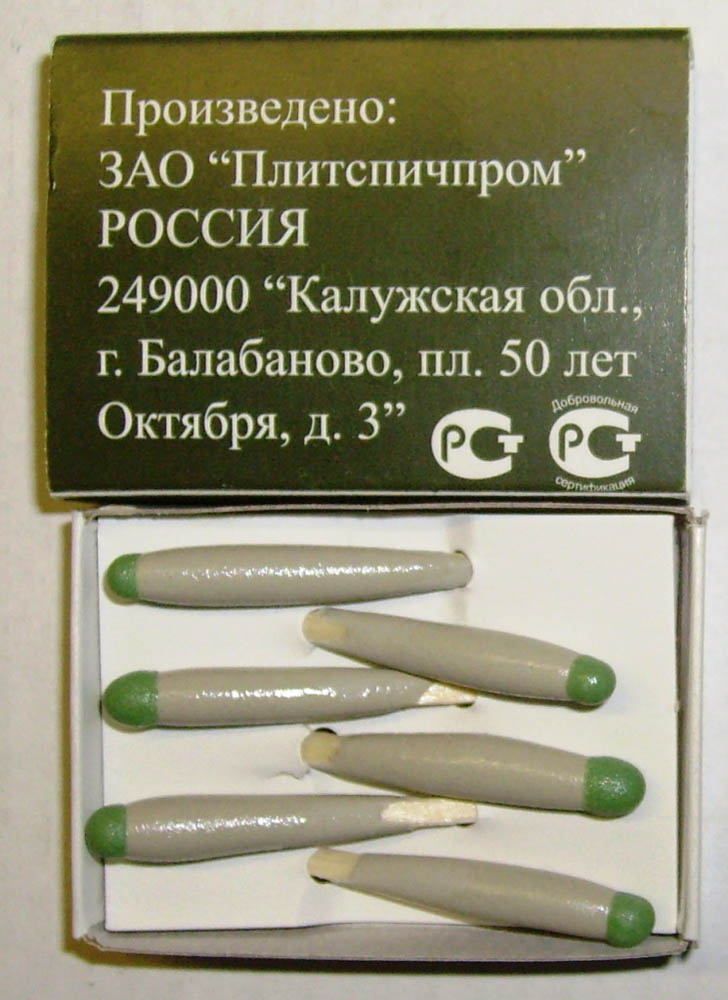 Произведено:
ЗАО “Плитспичпром”
РОССИЯ
249000 “Калужская обл.,
г. Балабаново, пл. 50 лет
Октября, д. 3”
РСТ
Добровольная
РСТ
сертификация